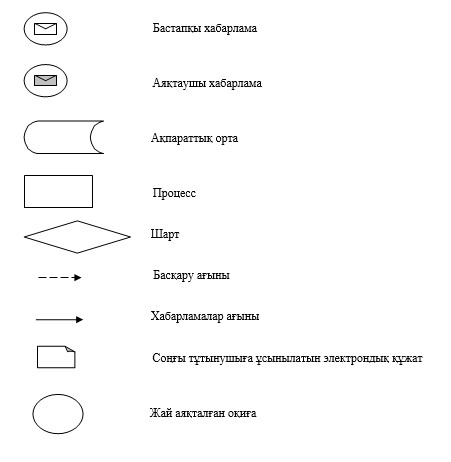 Бастапқы хабарлама
Аяқтаушы хабарлама
Ақпараттық орта
Процесс
Шарт
Басқару ағыны
Хабарламалар ағыны
Соңғы тұтынушыға ұсынылатын электрондық құжат
Жай аяқталған оқиға